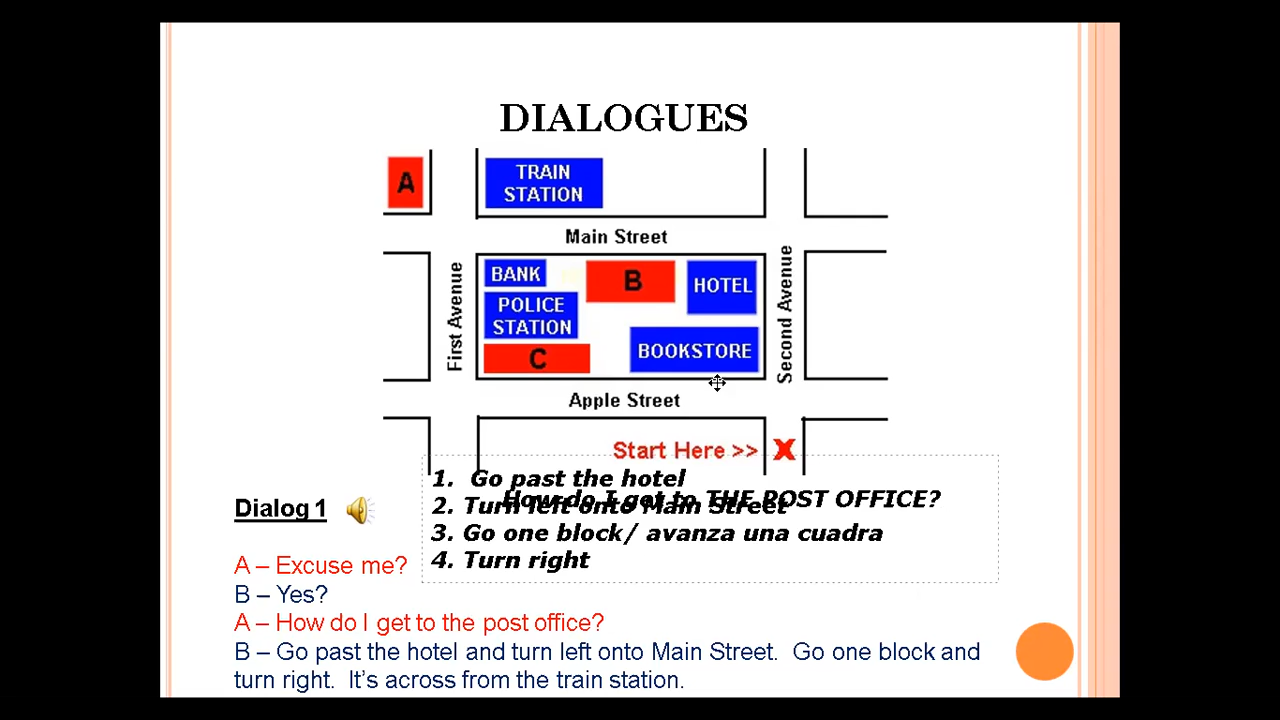 DIALOGUES
A
TRAIN
STATION
Main Street
First Avenue
BANK
B
HOTEL
POLICE
STATION
C
BOOKSTORE
Second Avenue
Apple Street
Start Here >> X
1. Go past the hotel
How do I get to THE POST OFFICE?
2. Turn left onto Main Street
3. Go one block/ avanza una cuadra
4. Turn right
Dialog 1
A – Excuse me?
B – Yes?
A – How do I get to the post office?
B – Go past the hotel and turn left onto Main Street. Go one block and
turn right. It's across from the train station.